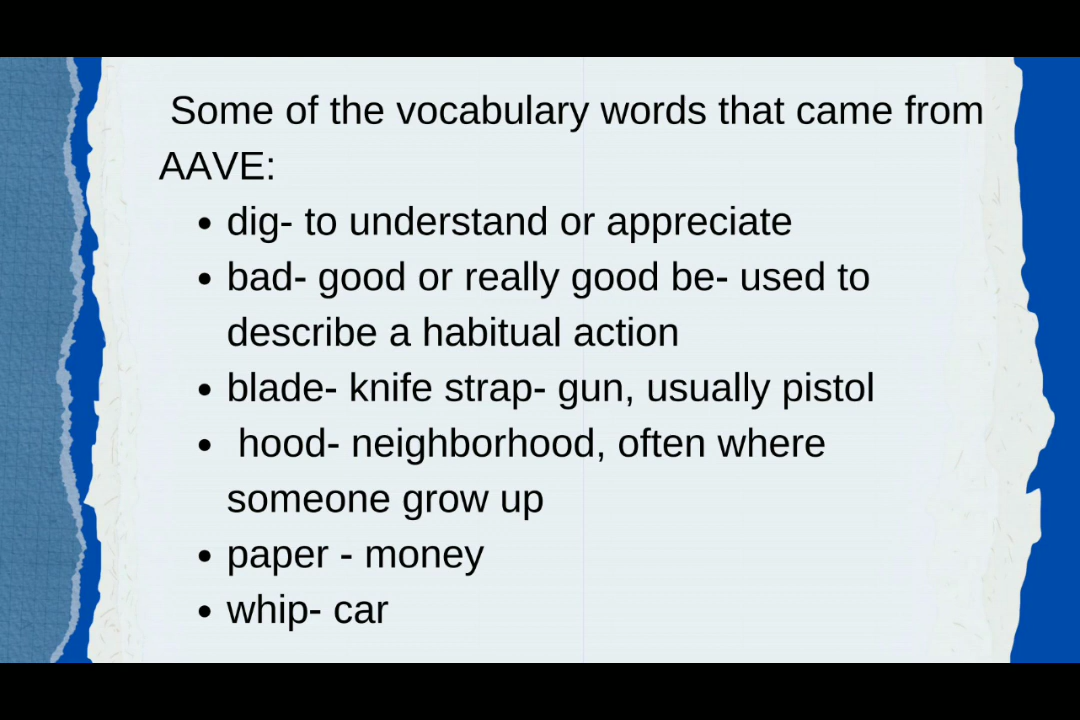 Some of the vocabulary words that came from
AAVE:
• dig- to understand or appreciate
• bad- good or really good be- used to
describe a habitual action
• blade- knife strap- gun, usually pistol
• hood- neighborhood, often where
someone grow up
• paper - money
• whip- car